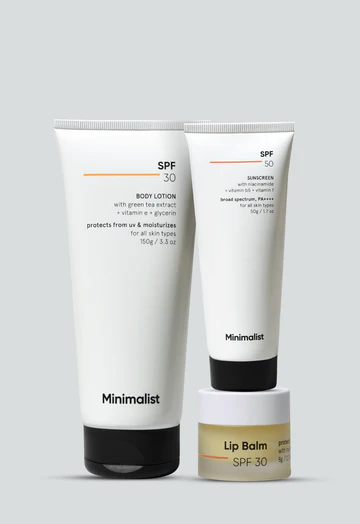 SPF
30
BODY LOTION
with green tea extract
+ vitamin e + glycerin
protects from uv & moisturizes
for all skin types
150g / 3.3 oz
Minimalist
SPF
50
SUNSCREEN
with niacinamide
+ vitamin b5 + vitamin f
broad spectrum, PA++++
for all skin types
50g / 1.7 oz
Minimalist
Lip Balm
SPF 30